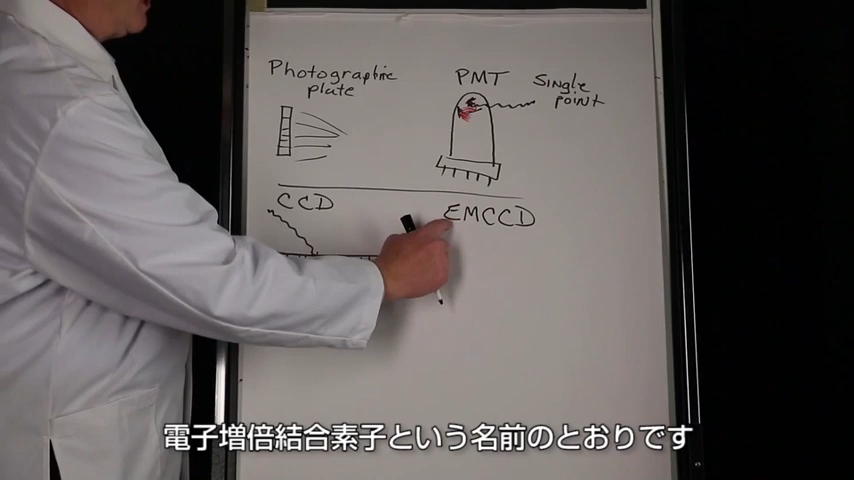 Photographic
plate
PMT
Single
point
CCD
EMCCD
電子増倍結合素子という名前のとおりです